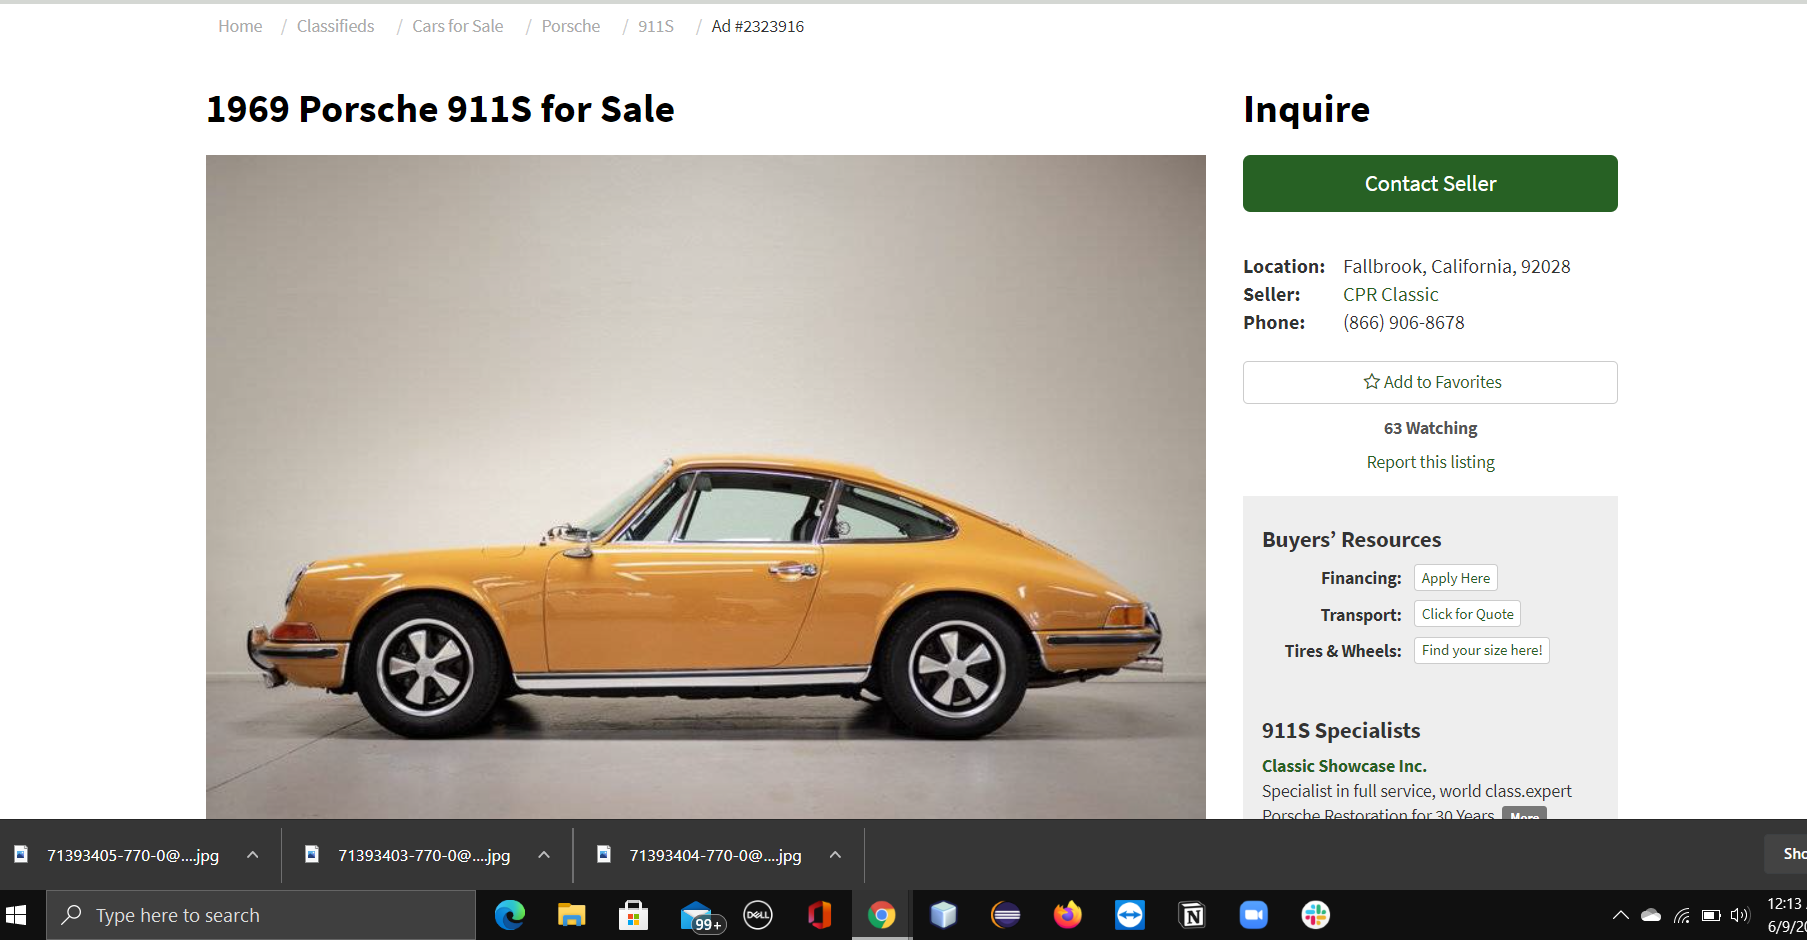 Home / Classifieds / Cars for Sale / Porsche / 911S / Ad #2323916
1969 Porsche 911S for Sale
Inquire
Contact Seller
Location: Fallbrook, California, 92028
Seller: CPR Classic
Phone: (866) 906-8678
☆ Add to Favorites
63 Watching
Report this listing
Buyers’ Resources
Financing: Apply Here
Transport: Click for Quote
Tires & Wheels: Find your size here!
911S Specialists
Classic Showcase Inc.
Specialist in full service, world class.expert
Porsche Restoration for 30 Years More
71393405-770-0@....jpg
71393403-770-0@....jpg
71393404-770-0@....jpg
Sho
Type here to search
99+
DELL
N
12:13
6/9/20